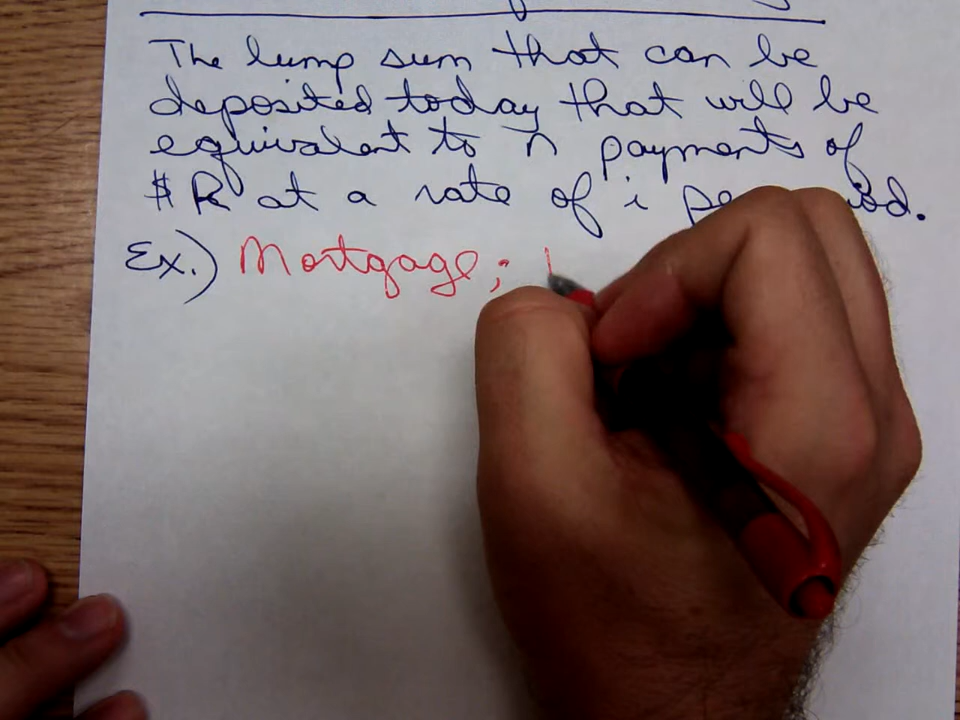 The lump sum that can be
deposited today that will be
equivalent to n payments of
$R at a rate of i
Ex.) Mortgage;